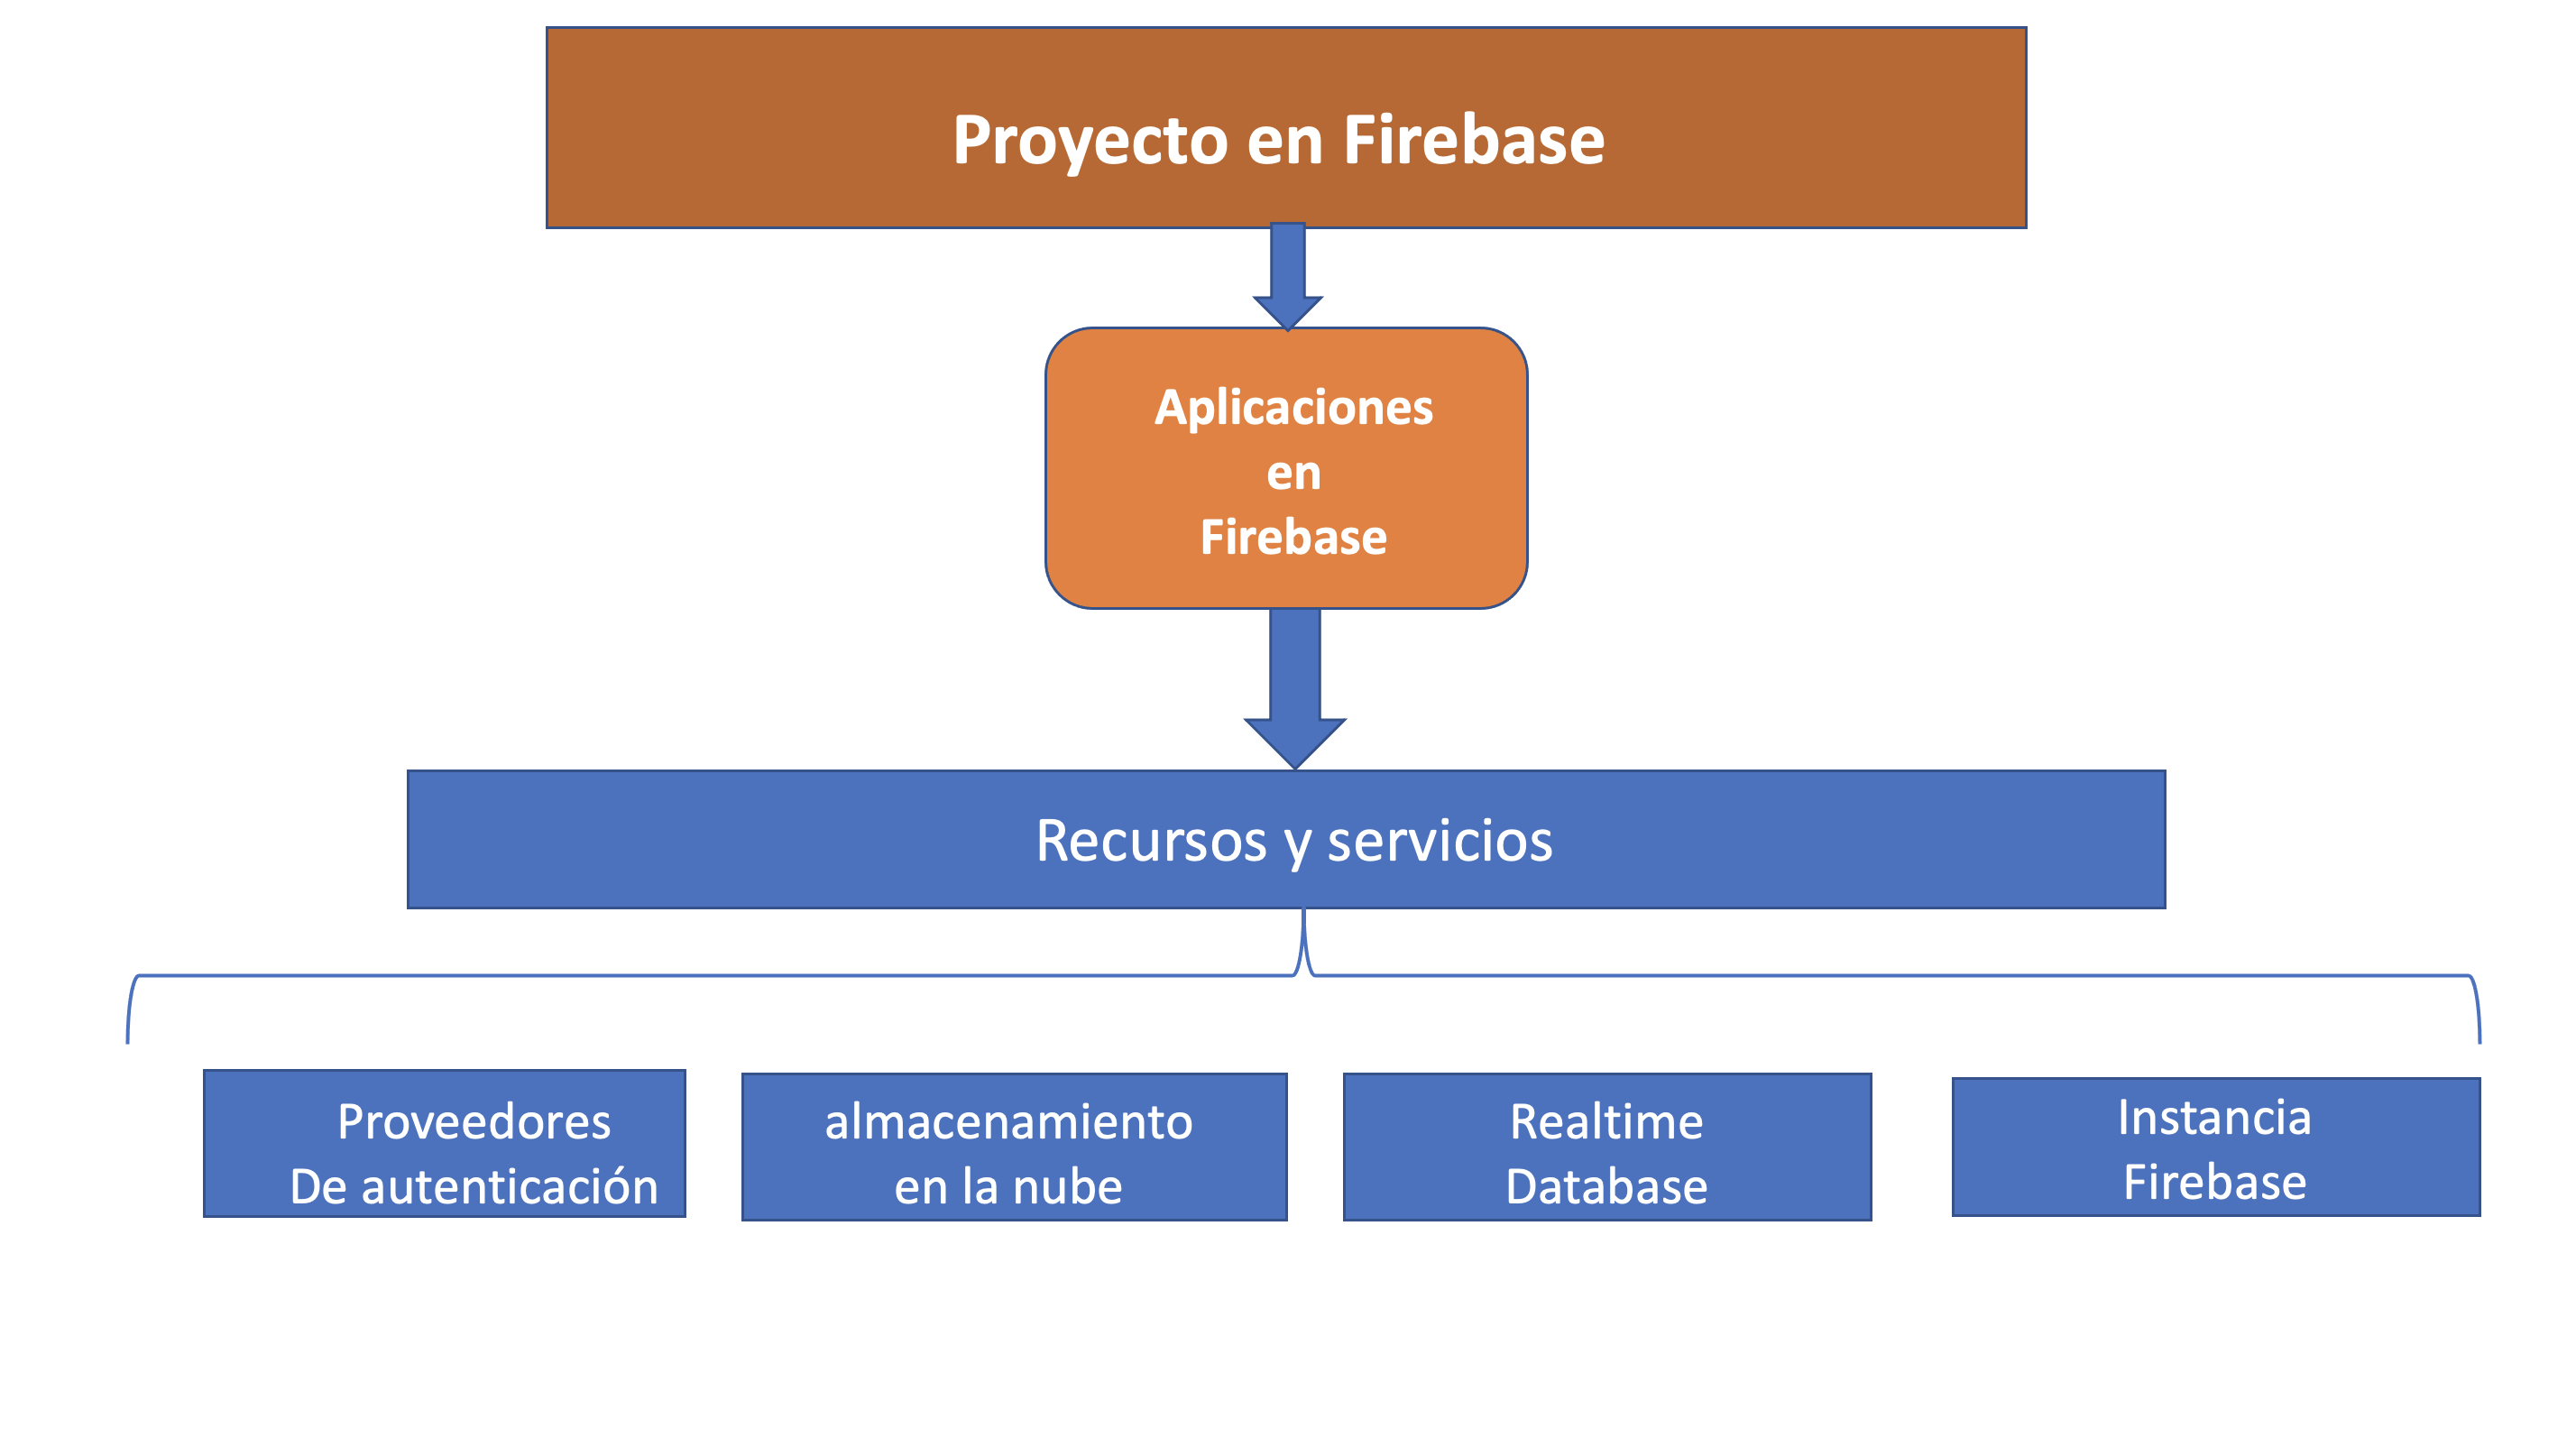 Proyecto en Firebase
Aplicaciones
en
Firebase
Recursos y servicios
Proveedores
De autenticación
almacenamiento
en la nube
Realtime
Database
Instancia
Firebase